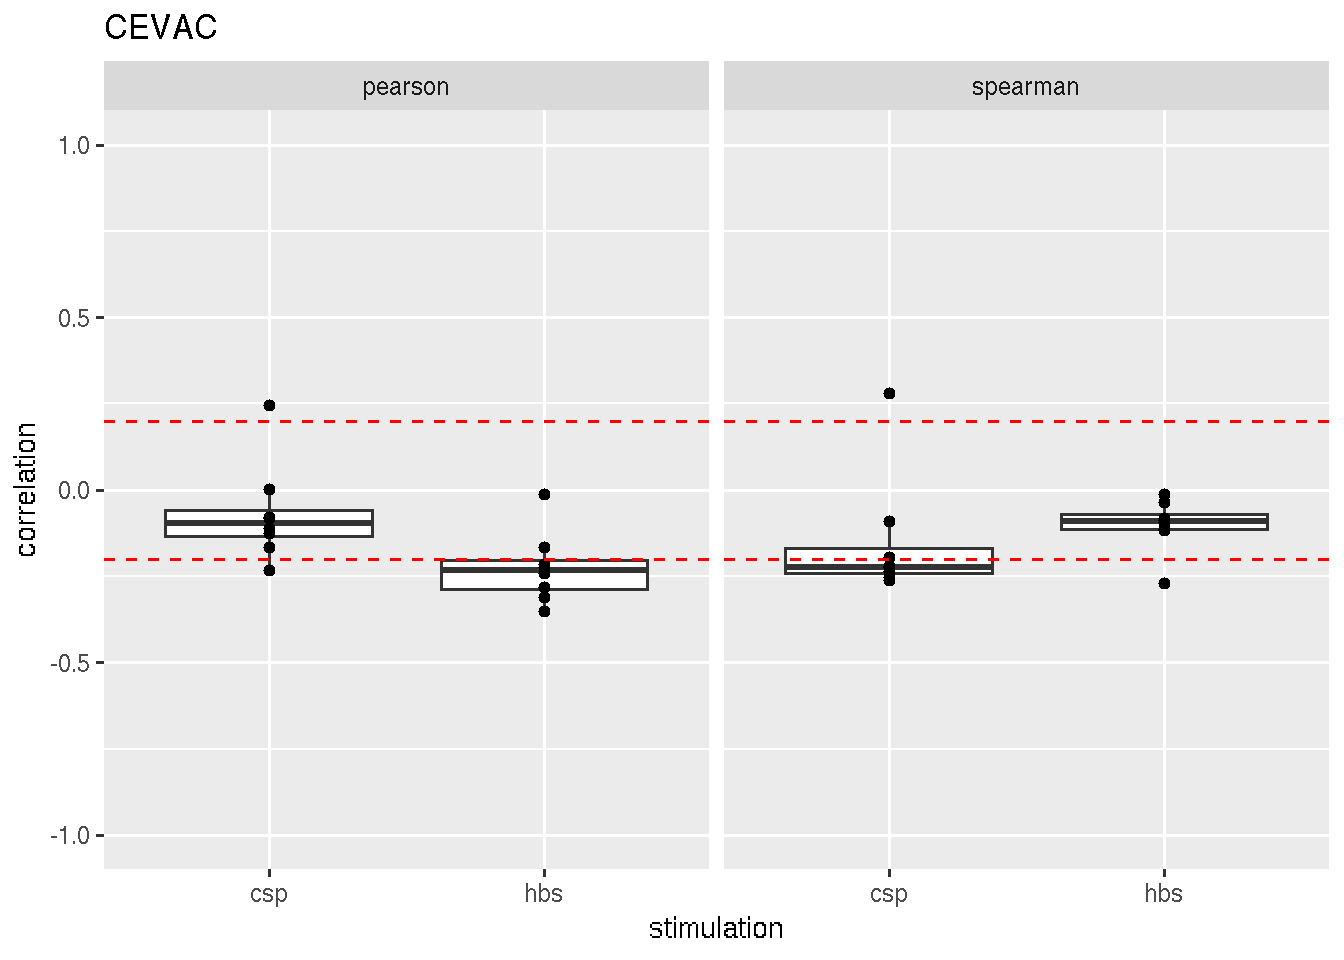 CEVAC
pearson
spearman
1.0
0.5
0.0
-0.5
-1.0
correlation
csp
hbs
csp
hbs
stimulation